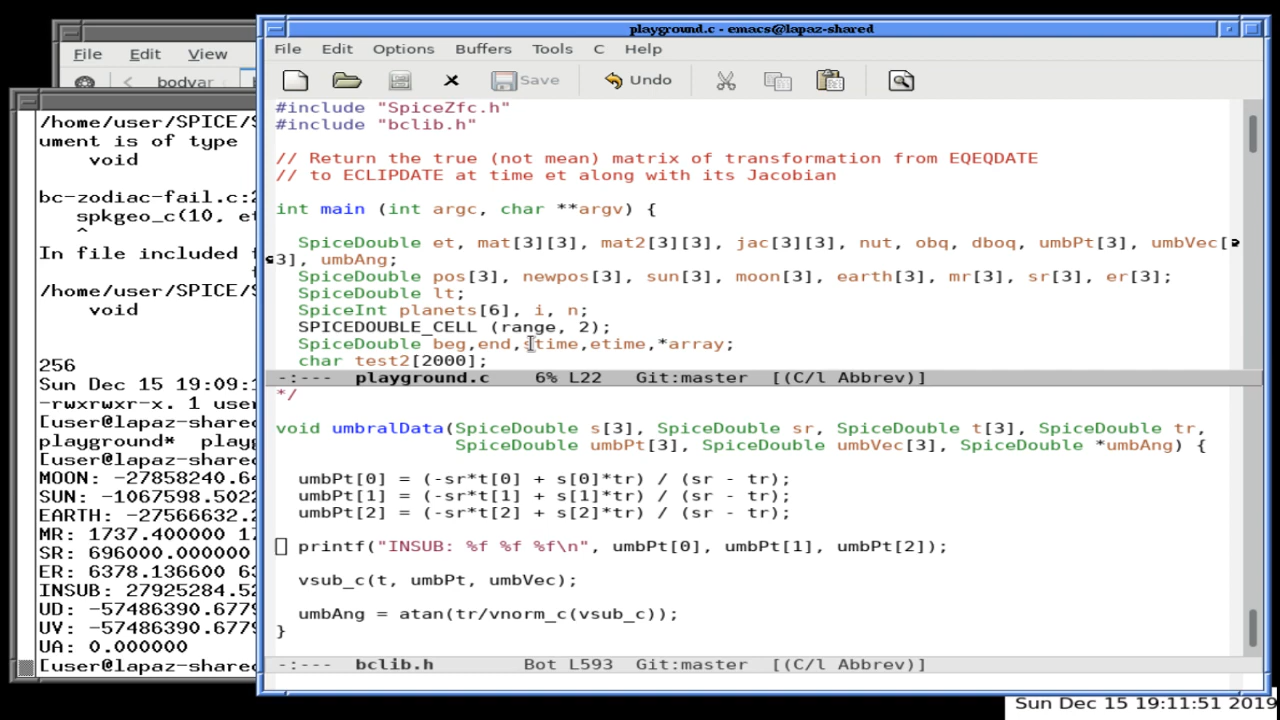 File Edit View
bodyvar
/home/user/SPICE/
ument is of type
void
bc-zodiac-fail.c:
spkgeo_c(10, et
^
In file included
/home/user/SPICE/
void
256
Sun Dec 15 19:09:
-rwxrwxr-x. 1 use
[user@lapaz-share
playground* play
[user@lapaz-share
MOON: -27858240.6
SUN: -1067598.502
EARTH: -27566632.
MR: 1737.400000 1
SR: 696000.000000
ER: 6378.136600 6
INSUB: 27925284.5
UD: -57486390.677
UV: -57486390.677
UA: 0.000000
[user@lapaz-share
playground.c - emacs@lapaz-shared
File Edit Options Buffers Tools C Help
Save Undo
#include "SpiceZfc.h"
#include "bclib.h"
// Return the true (not mean) matrix of transformation from EQEQDATE
// to ECLIPDATE at time et along with its Jacobian
int main (int argc, char **argv) {
SpiceDouble et, mat[3][3], mat2[3][3], jac[3][3], nut, obq, dboq, umbPt[3], umbVec[
3], umbAng;
SpiceDouble pos[3], newpos[3], sun[3], moon[3], earth[3], mr[3], sr[3], er[3];
SpiceDouble lt;
SpiceInt planets[6], i, n;
SPICEDOUBLE_CELL (range, 2);
SpiceDouble beg,end,stime,etime,*array;
char test2[2000];
-:--- playground.c 6% L22 Git:master [(C/l Abbrev)]
*/
void umbralData(SpiceDouble s[3], SpiceDouble sr, SpiceDouble t[3], SpiceDouble tr,
SpiceDouble umbPt[3], SpiceDouble umbVec[3], SpiceDouble *umbAng) {
umbPt[0] = (-sr*t[0] + s[0]*tr) / (sr - tr);
umbPt[1] = (-sr*t[1] + s[1]*tr) / (sr - tr);
umbPt[2] = (-sr*t[2] + s[2]*tr) / (sr - tr);
printf("INSUB: %f %f %f\n", umbPt[0], umbPt[1], umbPt[2]);
vsub_c(t, umbPt, umbVec);
umbAng = atan(tr/vnorm_c(vsub_c));
}
-:--- bclib.h Bot L593 Git:master [(C/l Abbrev)]
Sun Dec 15 19:11:51 2019